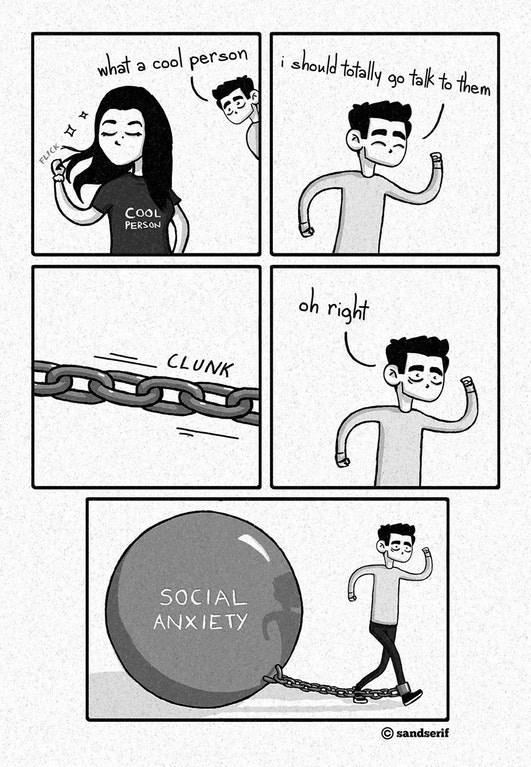 what a cool person
FLICK
COOL
PERSON
i should totally go talk to them
CLUNK
oh right
SOCIAL
ANXIETY
© sandserif